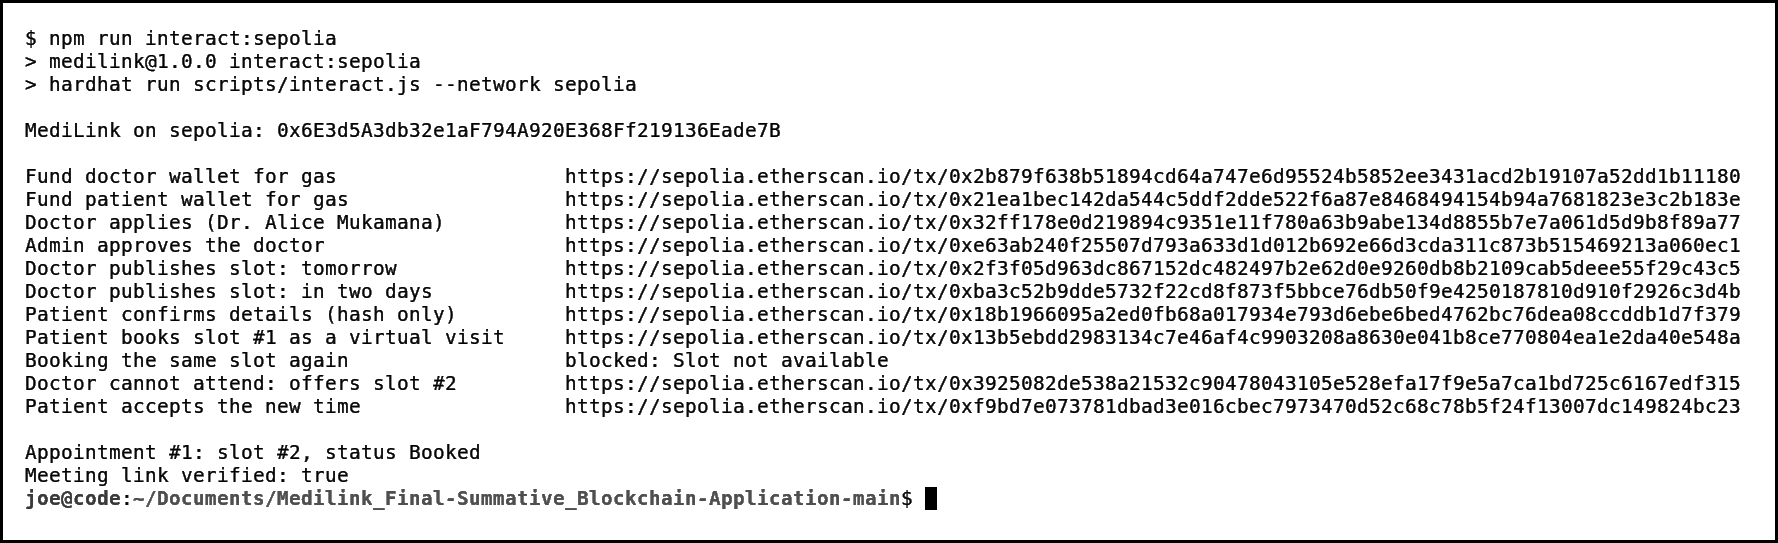 $ npm run interact:sepolia
> medilink@1.0.0 interact:sepolia
> hardhat run scripts/interact.js --network sepolia
MediLink on sepolia: 0x6E3d5A3db32e1aF794A920E368Ff219136Eade7B
Fund doctor wallet for gas https://sepolia.etherscan.io/tx/0x2b879f638b51894cd64a747e6d95524b5852ee3431acd2b19107a52dd1b11180
Fund patient wallet for gas https://sepolia.etherscan.io/tx/0x21ea1bec142da544c5ddf2dde522f6a87e8468494154b94a7681823e3c2b183e
Doctor applies (Dr. Alice Mukamana) https://sepolia.etherscan.io/tx/0x32ff178e0d219894c9351e11f780a63b9abe134d8855b7e7a061d5d9b8f89a77
Admin approves the doctor https://sepolia.etherscan.io/tx/0xe63ab240f25507d793a633d1d012b692e66d3cda311c873b515469213a060ec1
Doctor publishes slot: tomorrow https://sepolia.etherscan.io/tx/0x2f3f05d963dc867152dc482497b2e62d0e9260db8b2109cab5deee55f29c43c5
Doctor publishes slot: in two days https://sepolia.etherscan.io/tx/0xba3c52b9dde5732f22cd8f873f5bbce76db50f9e4250187810d910f2926c3d4b
Patient confirms details (hash only) https://sepolia.etherscan.io/tx/0x18b1966095a2ed0fb68a017934e793d6ebe6bed4762bc76dea08ccddb1d7f379
Patient books slot #1 as a virtual visit https://sepolia.etherscan.io/tx/0x13b5ebdd2983134c7e46af4c9903208a8630e041b8ce770804ea1e2da40e548a
Booking the same slot again blocked: Slot not available
Doctor cannot attend: offers slot #2 https://sepolia.etherscan.io/tx/0x3925082de538a21532c90478043105e528efa17f9e5a7ca1bd725c6167edf315
Patient accepts the new time https://sepolia.etherscan.io/tx/0xf9bd7e073781dbad3e016cbec7973470d52c68c78b5f24f13007dc149824bc23
Appointment #1: slot #2, status Booked
Meeting link verified: true
joe@code:~/Documents/Medilink_Final-Summative_Blockchain-Application-main$